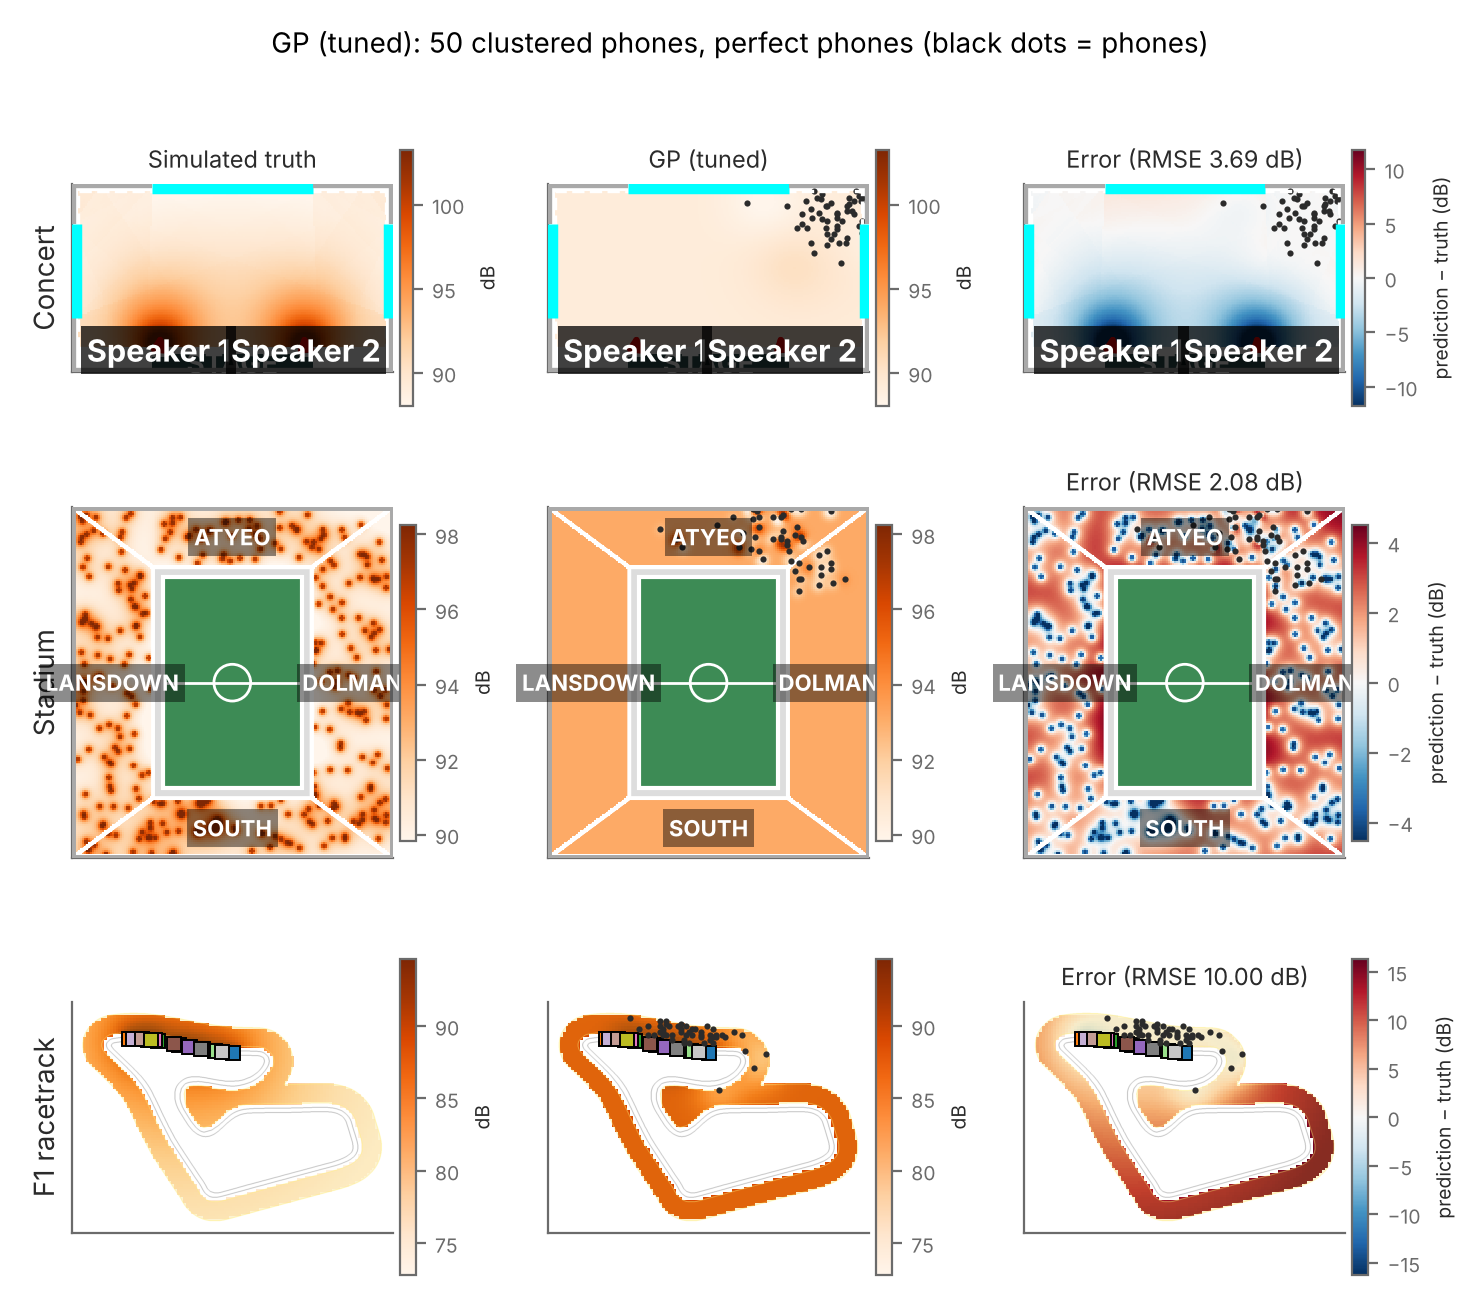 GP (tuned): 50 clustered phones, perfect phones (black dots = phones)
Simulated truth
GP (tuned)
Error (RMSE 3.69 dB)
Concert
Speaker 1
Speaker 2
100
95
90
dB
Speaker 1
Speaker 2
100
95
90
dB
Speaker 1
Speaker 2
10
5
0
−5
−10
prediction − truth (dB)
Error (RMSE 2.08 dB)
Stadium
ATYEO
LANSDOWN
DOLMAN
SOUTH
98
96
94
92
90
dB
ATYEO
LANSDOWN
DOLMAN
SOUTH
98
96
94
92
90
dB
ATYEO
LANSDOWN
DOLMAN
SOUTH
4
2
0
−2
−4
prediction − truth (dB)
Error (RMSE 10.00 dB)
F1 racetrack
90
85
80
75
dB
90
85
80
75
dB
15
10
5
0
−5
−10
−15
prediction − truth (dB)